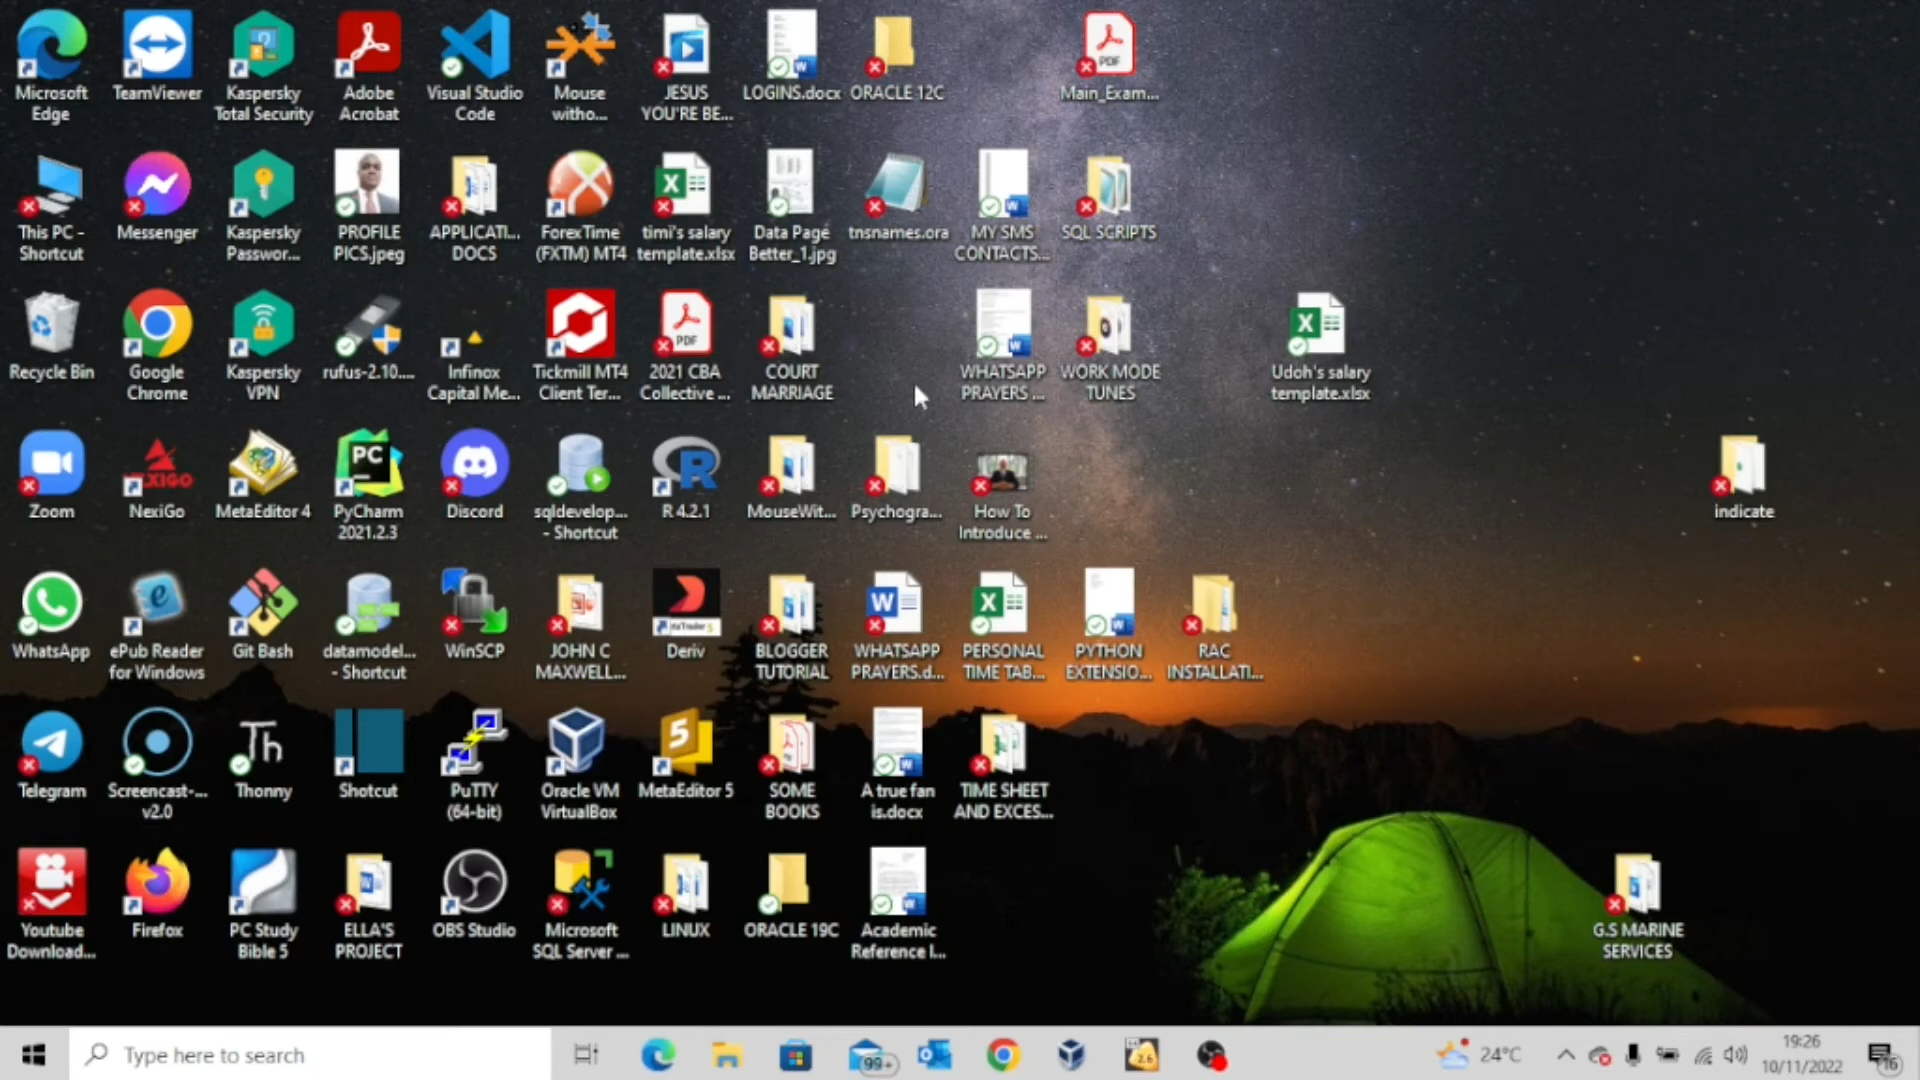 Microsoft
Edge
TeamViewer
Kaspersky
Total Security
Adobe
Acrobat
Visual Studio
Code
Mouse
witho...
JESUS
YOU'RE BE...
LOGINS.docx
ORACLE 12C
PDF
Main_Exam...
This PC -
Shortcut
Messenger
Kaspersky
Passwor...
PROFILE
PICS.jpeg
APPLICATI...
DOCS
ForexTime
(FXTM) MT4
timi's salary
template.xlsx
Data Page
Better_1.jpg
tnsnames.ora
MY SMS
CONTACTS...
SQL SCRIPTS
Recycle Bin
Google
Chrome
Kaspersky
VPN
rufus-2.10....
Infinox
Capital Me...
Tickmill MT4
Client Ter...
PDF
2021 CBA
Collective ...
COURT
MARRIAGE
WHATSAPP
PRAYERS ...
WORK MODE
TUNES
Udoh's salary
template.xlsx
Zoom
NexiGo
MetaEditor 4
PC
PyCharm
2021.2.3
Discord
sqldevelop...
- Shortcut
R 4.2.1
MouseWit...
Psychogra...
How To
Introduce ...
indicate
WhatsApp
ePub Reader
for Windows
Git Bash
datamodel...
- Shortcut
WinSCP
JOHN C
MAXWELL...
Deriv
BLOGGER
TUTORIAL
WHATSAPP
PRAYERS.d...
PERSONAL
TIME TAB...
PYTHON
EXTENSIO...
RAC
INSTALLATI...
Telegram
Screencast-...
v2.0
Th
Thonny
Shotcut
PuTTY
(64-bit)
Oracle VM
VirtualBox
5
MetaEditor 5
SOME
BOOKS
A true fan
is.docx
TIME SHEET
AND EXCES...
Youtube
Download...
Firefox
PC Study
Bible 5
ELLA'S
PROJECT
OBS Studio
Microsoft
SQL Server ...
LINUX
ORACLE 19C
Academic
Reference l...
G.S MARINE
SERVICES
Type here to search
99+
2.6
24°C
19:26
10/11/2022
16